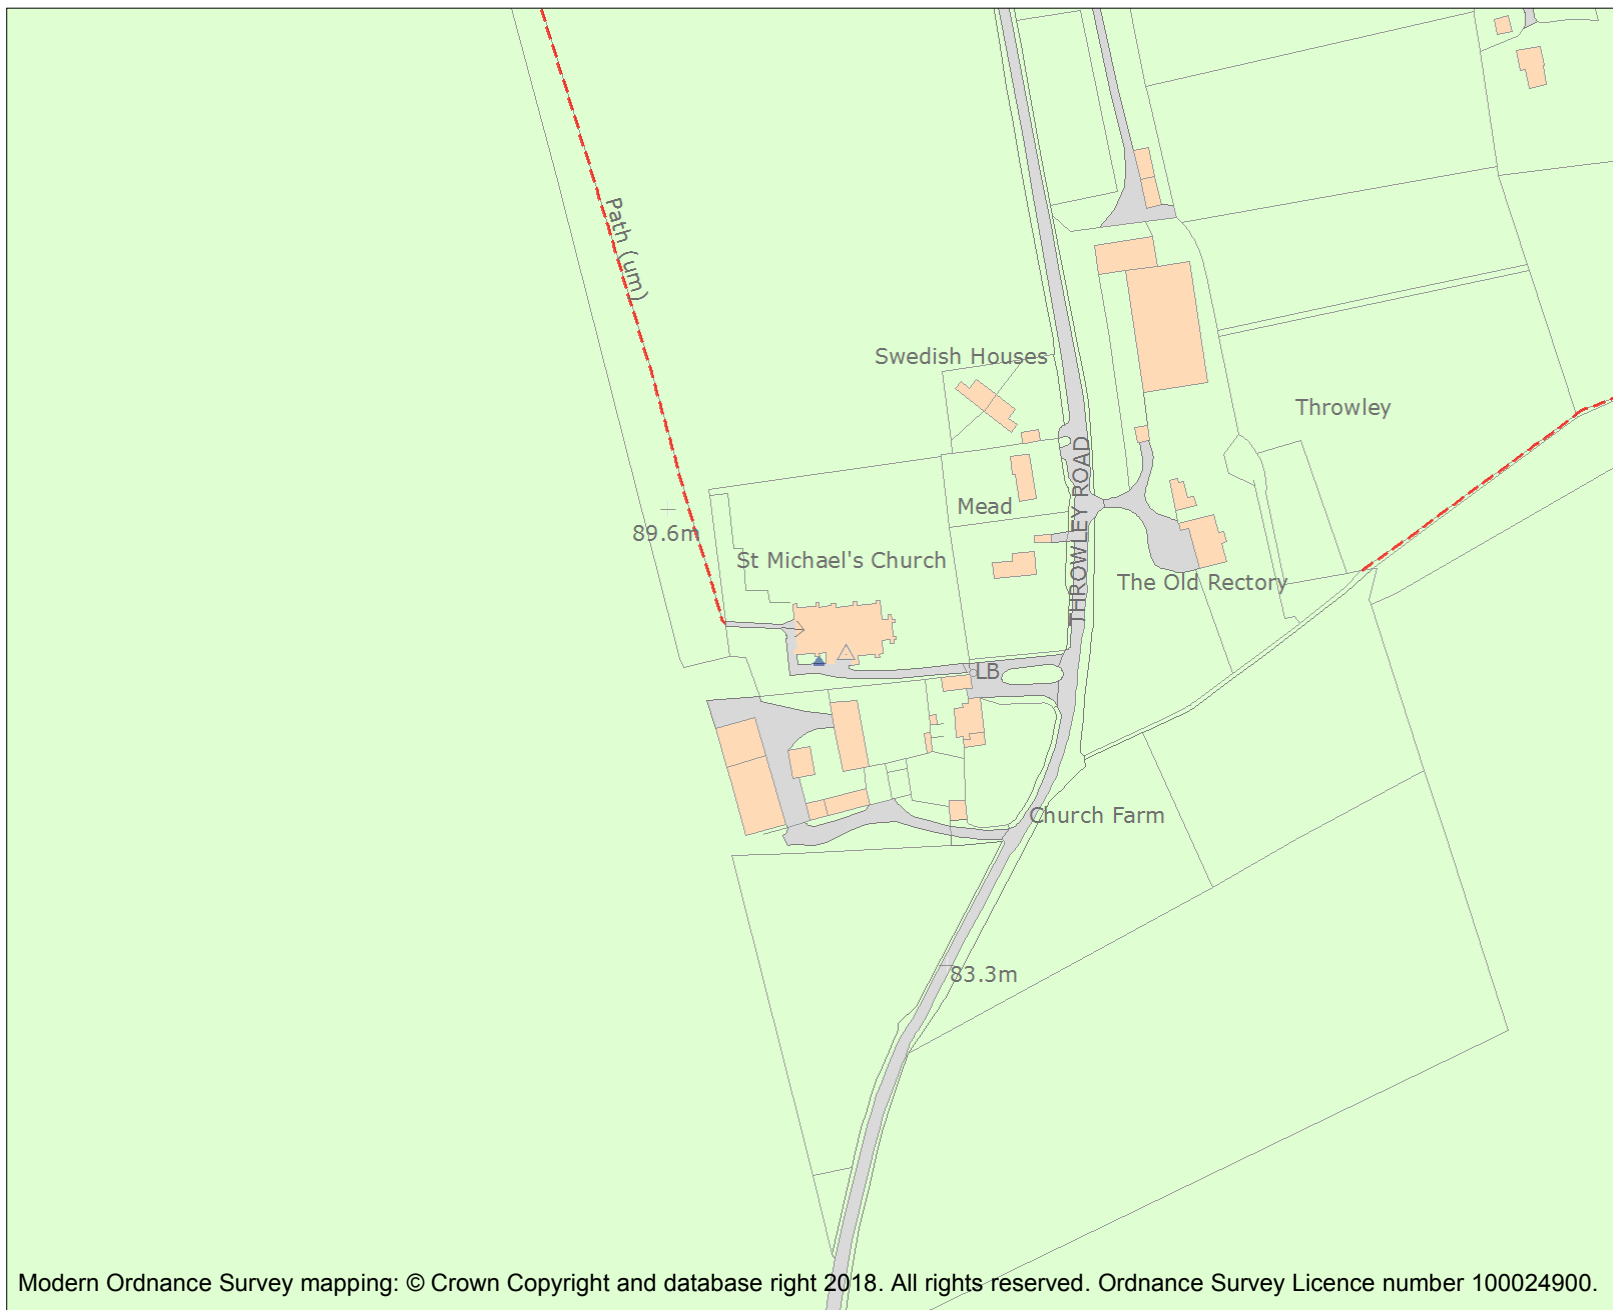 Path (um)
Swedish Houses
Throwley
THROWLEY ROAD
Mead
89.6m
St Michael's Church
The Old Rectory
LB
Church Farm
83.3m
Modern Ordnance Survey mapping: © Crown Copyright and database right 2018. All rights reserved. Ordnance Survey Licence number 100024900.